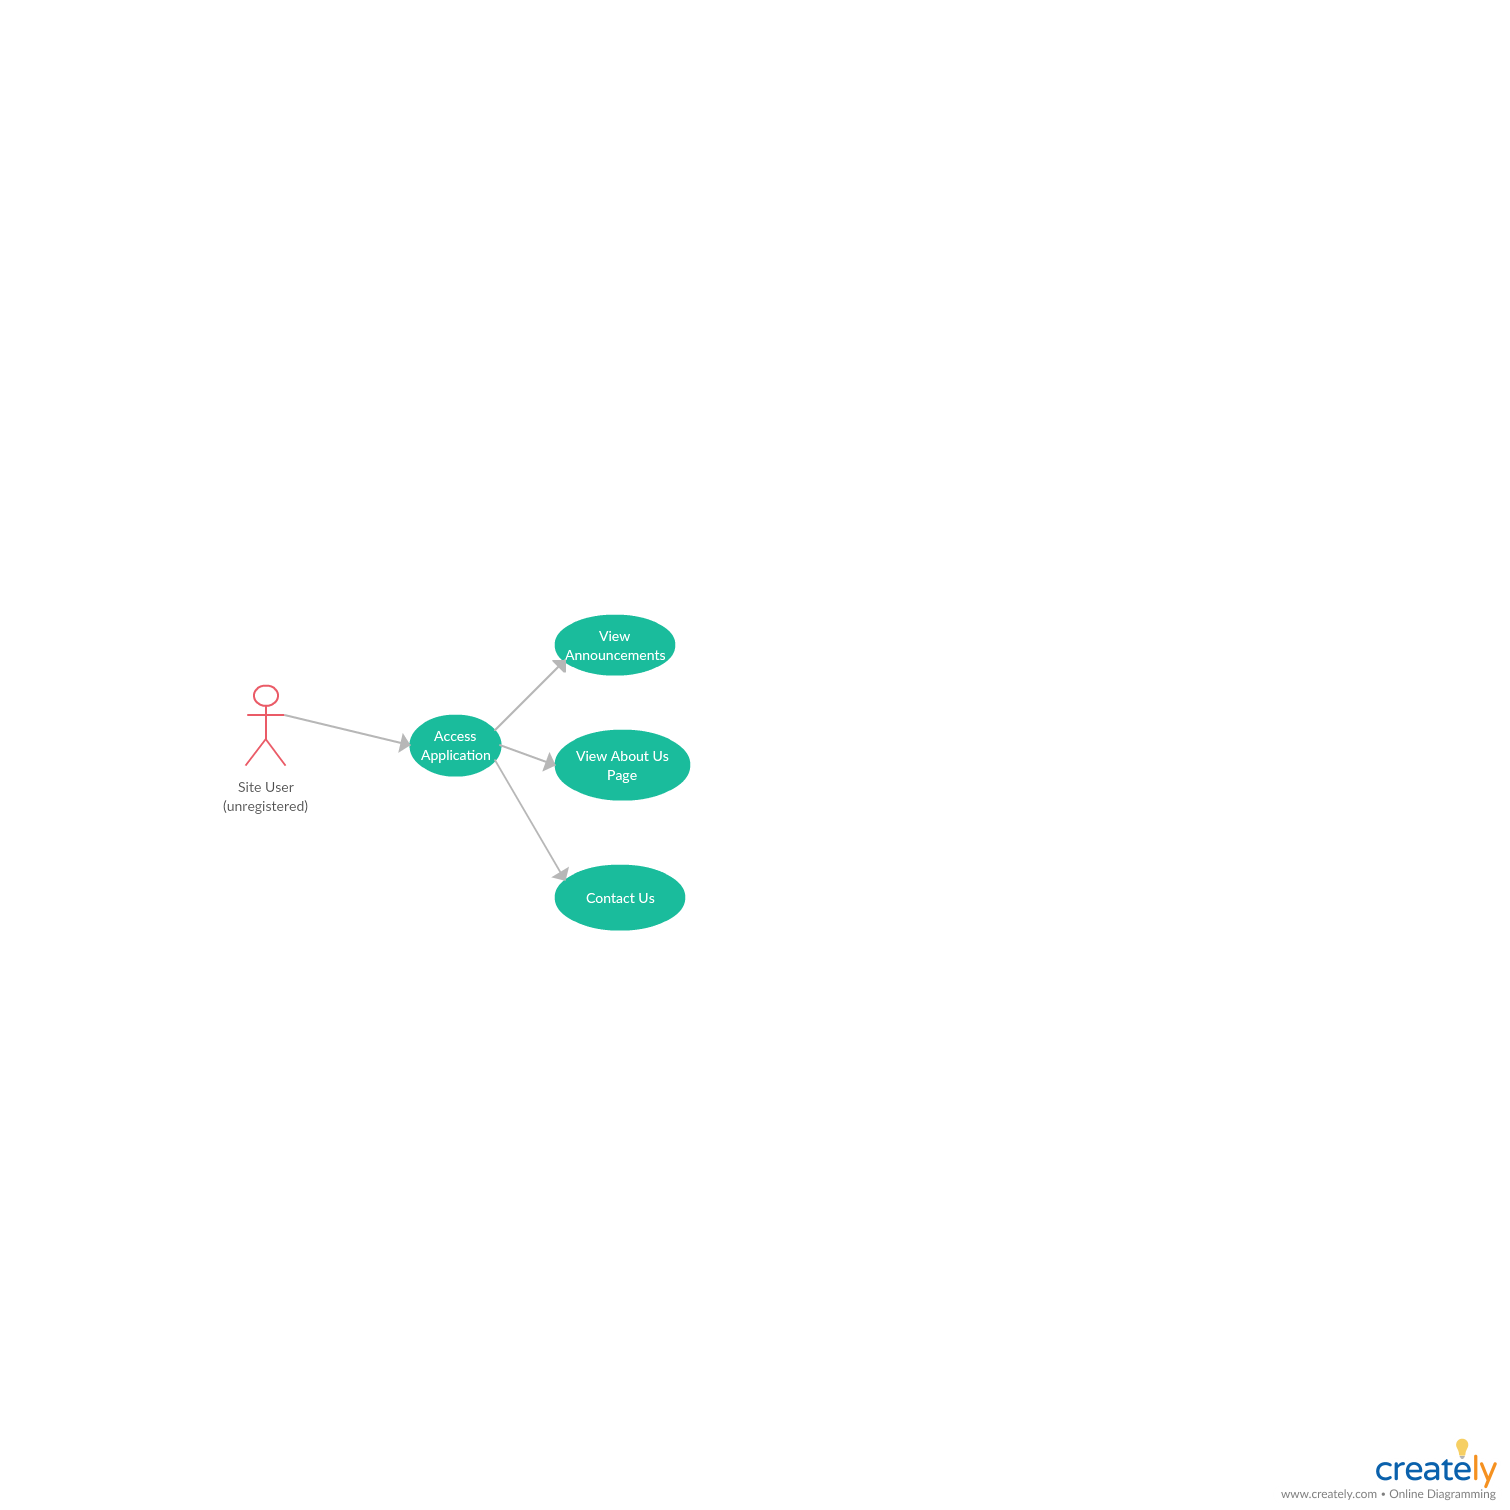 View
Announcements
Access
Application
View About Us
Page
Site User
(unregistered)
Contact Us
creately
www.creately.com • Online Diagramming